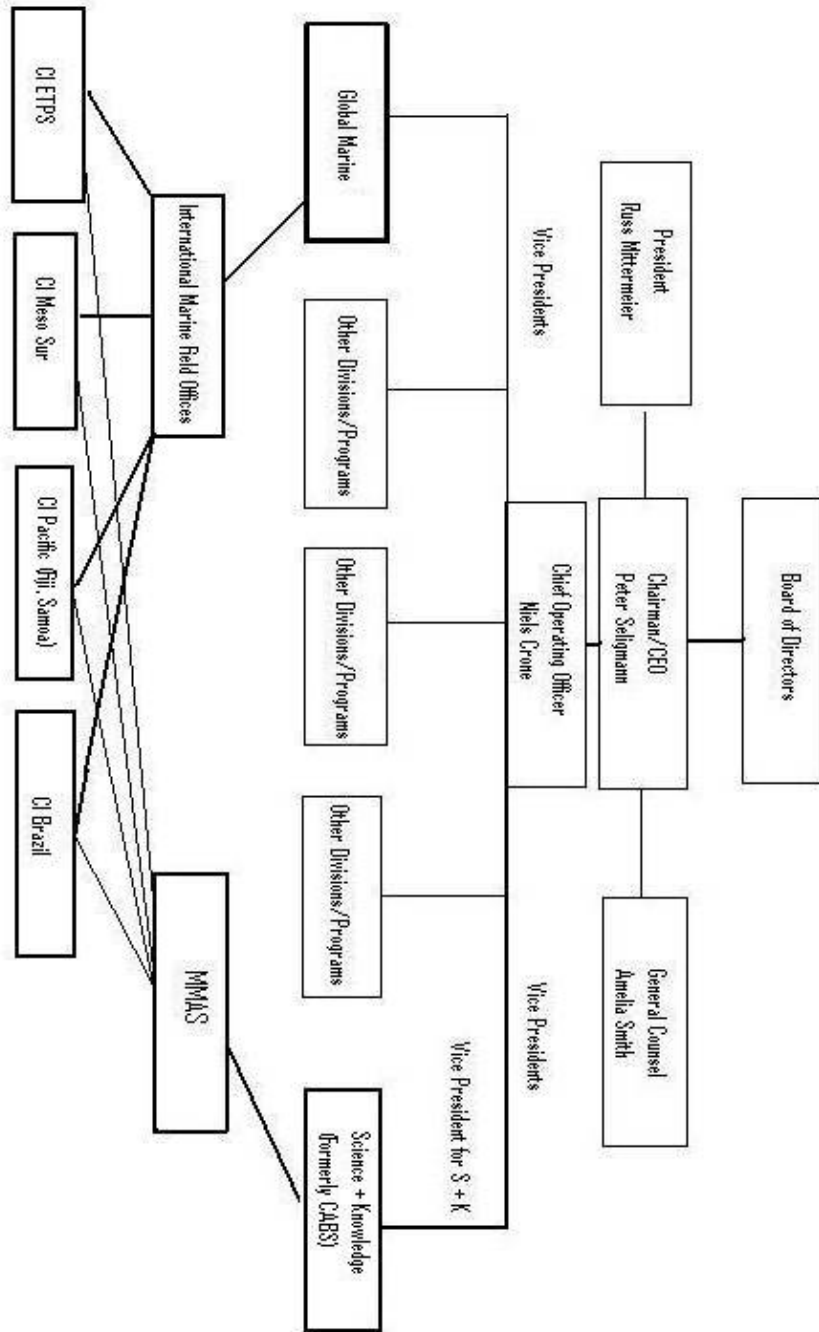 Board of Directors
President
Russ Mittermeier
Chairman/CEO
Peter Seligmann
General Counsel
Amelia Smith
Chief Operating Officer
Niels Crone
Vice Presidents
Vice Presidents
Vice President for S + K
Global Marine
Other Divisions/Programs
Other Divisions/Programs
Other Divisions/Programs
Science + Knowledge
(Formerly CABS)
International Marine Field Offices
MMAS
CI ETPS
CI Meso Sur
CI Pacific (Fiji, Samoa)
CI Brazil